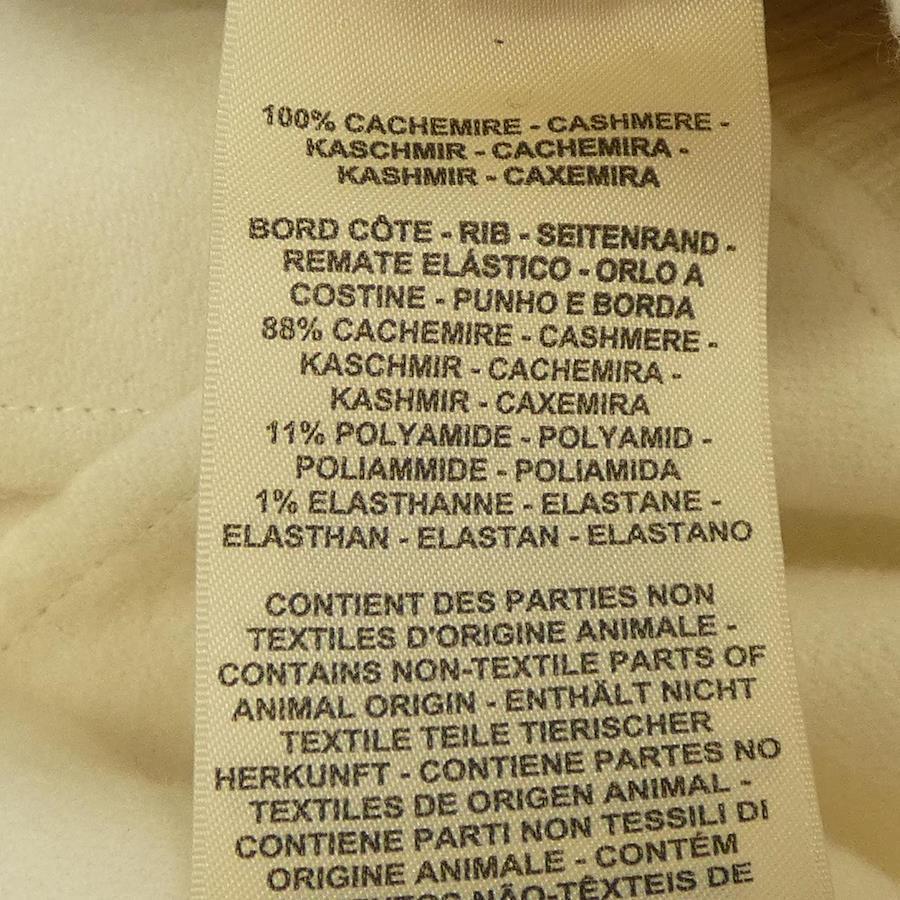 100% CACHEMIRE - CASHMERE -
KASCHMIR - CACHEMIRA -
KASHMIR - CAXEMIRA
BORD CÔTE - RIB - SEITENRAND -
REMATE ELÁSTICO - ORLO A
COSTINE - PUNHO E BORDA
88% CACHEMIRE - CASHMERE -
KASCHMIR - CACHEMIRA -
KASHMIR - CAXEMIRA
11% POLYAMIDE - POLYAMID -
POLIAMMIDE - POLIAMIDA
1% ELASTHANNE - ELASTANE -
ELASTHAN - ELASTAN - ELASTANO
CONTIENT DES PARTIES NON
TEXTILES D'ORIGINE ANIMALE -
CONTAINS NON-TEXTILE PARTS OF
ANIMAL ORIGIN - ENTHÄLT NICHT
TEXTILE TEILE TIERISCHER
HERKUNFT - CONTIENE PARTES NO
TEXTILES DE ORIGEN ANIMAL -
CONTIENE PARTI NON TESSILI DI
ORIGINE ANIMALE - CONTÉM
NÃO-TÊXTEIS DE